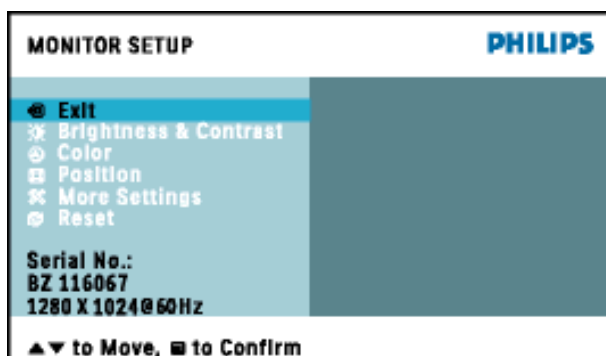 MONITOR SETUP PHILIPS
Exit
Brightness & Contrast
Color
Position
More Settings
Reset
Serial No.:
BZ 116067
1280 X 1024@60Hz
▲▼ to Move, to Confirm